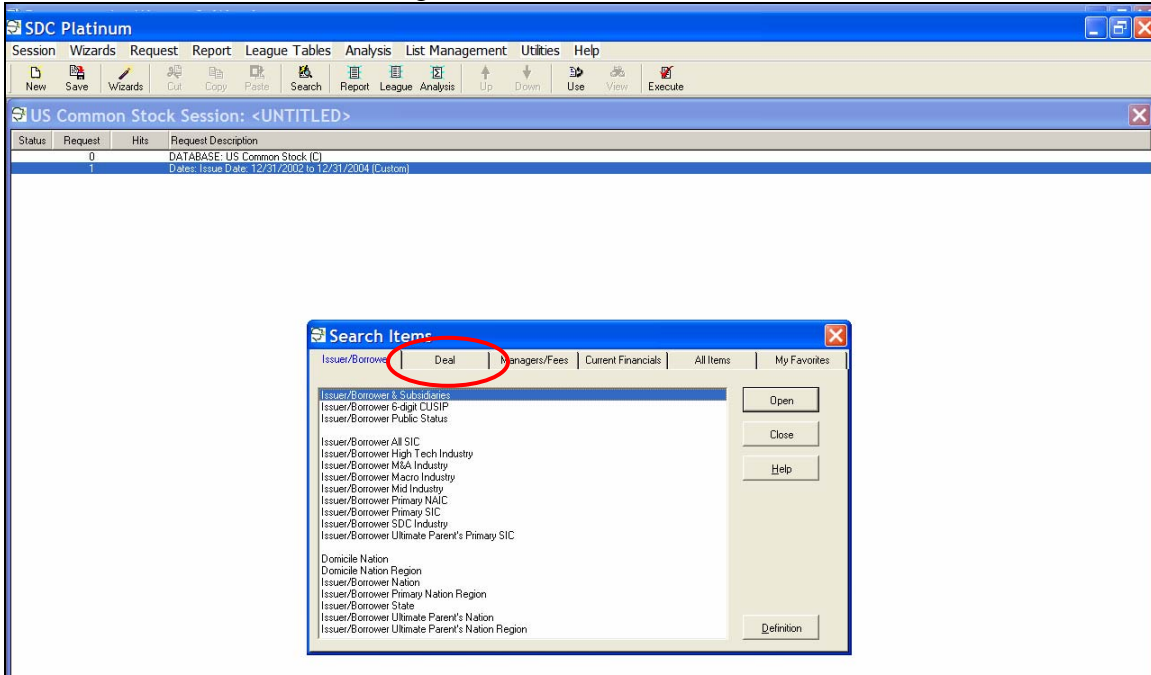 SDC Platinum
Session Wizards Request Report League Tables Analysis List Management Utilities Help
New Save Wizards Cut Copy Paste Search Report League Analysis Up Down Use View Execute
US Common Stock Session: <UNTITLED>
Status Request Hits Request Description
0 DATABASE: US Common Stock (C)
1 Dates: Issue Date: 12/31/2002 to 12/31/2004 (Custom)
Search Items
Issuer/Borrower Deal Managers/Fees Current Financials All Items My Favorites
Issuer/Borrower & Subsidiaries
Issuer/Borrower 6-digit CUSIP
Issuer/Borrower Public Status
Issuer/Borrower All SIC
Issuer/Borrower High Tech Industry
Issuer/Borrower M&A Industry
Issuer/Borrower Macro Industry
Issuer/Borrower Mid Industry
Issuer/Borrower Primary NAIC
Issuer/Borrower Primary SIC
Issuer/Borrower SDC Industry
Issuer/Borrower Ultimate Parent's Primary SIC
Domicile Nation
Domicile Nation Region
Issuer/Borrower Nation
Issuer/Borrower Primary Nation Region
Issuer/Borrower State
Issuer/Borrower Ultimate Parent's Nation
Issuer/Borrower Ultimate Parent's Nation Region
Open
Close
Help
Definition